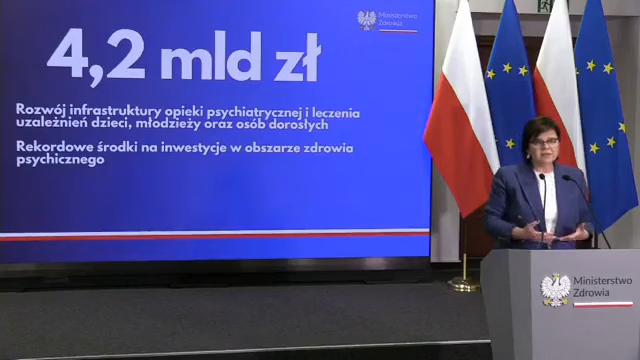 4,2 mld zł
Ministerstwo
Zdrowia
Rozwój infrastruktury opieki psychiatrycznej i leczenia
uzależnień dzieci, młodzieży oraz osób dorosłych
Rekordowe środki na inwestycje w obszarze zdrowia
psychicznego
Ministerstwo
Zdrowia